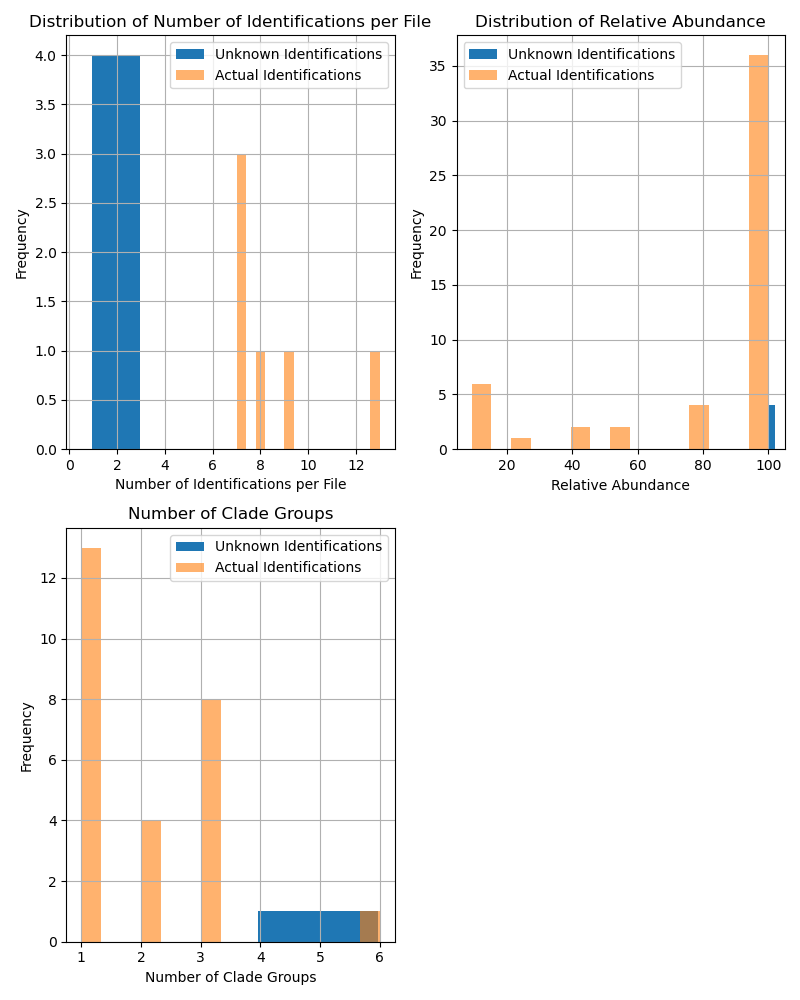 Distribution of Number of Identifications per File
Unknown Identifications
Actual Identifications
4.0
3.5
3.0
2.5
2.0
1.5
1.0
0.5
0.0
Frequency
0 2 4 6 8 10 12
Number of Identifications per File
Distribution of Relative Abundance
Unknown Identifications
Actual Identifications
35
30
25
20
15
10
5
0
Frequency
20 40 60 80 100
Relative Abundance
Number of Clade Groups
Unknown Identifications
Actual Identifications
12
10
8
6
4
2
0
Frequency
1 2 3 4 5 6
Number of Clade Groups